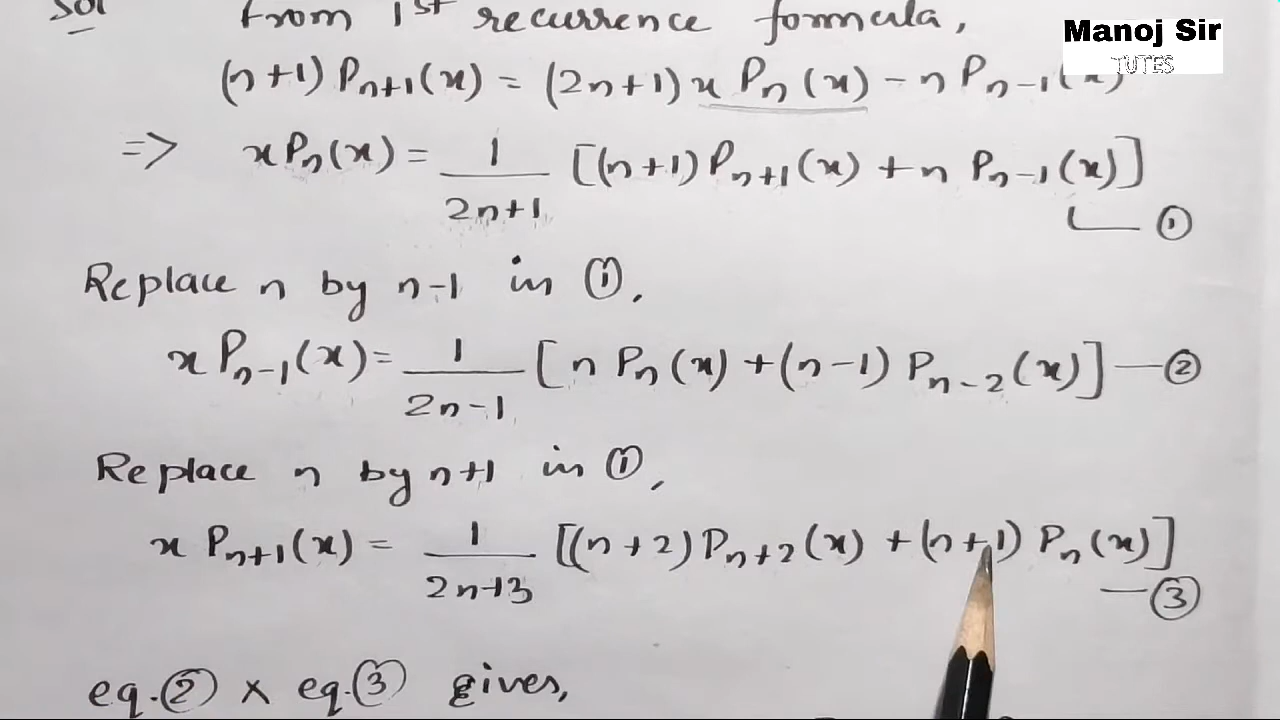 Sol From 1st recurrence formula,
Manoj Sir
TUTES
(n+1) Pn+1(x) = (2n+1) x Pn(x) - n Pn-1(x)
=> x Pn(x) = 1/(2n+1) [(n+1) Pn+1(x) + n Pn-1(x)]
①
Replace n by n-1 in ①,
x Pn-1(x) = 1/(2n-1) [n Pn(x) + (n-1) Pn-2(x)] — ②
Replace n by n+1 in ①,
x Pn+1(x) = 1/(2n+3) [(n+2) Pn+2(x) + (n+1) Pn(x)]
— ③
eq.② × eq.③ gives,